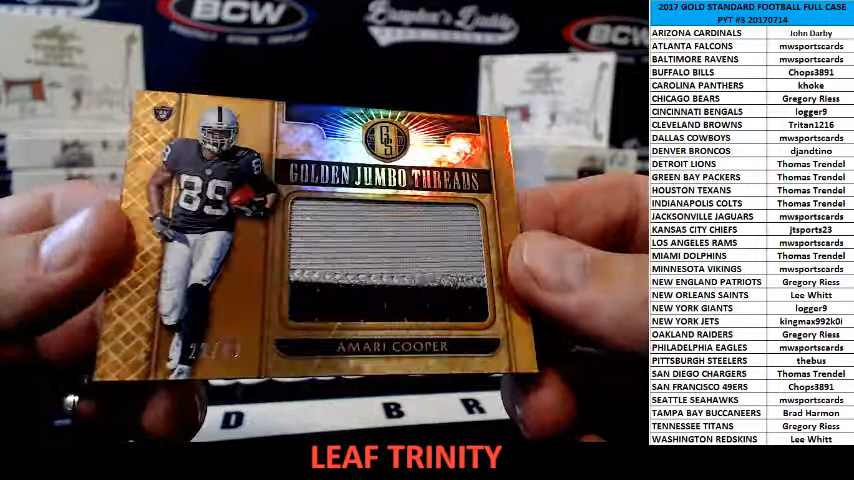 2017 GOLD STANDARD FOOTBALL FULL CASE
PYT #3 20170714
ARIZONA CARDINALS John Darby
ATLANTA FALCONS mwsportscards
BALTIMORE RAVENS mwsportscards
BUFFALO BILLS Chops3891
CAROLINA PANTHERS khoke
CHICAGO BEARS Gregory Riess
CINCINNATI BENGALS logger9
CLEVELAND BROWNS Tritan1216
DALLAS COWBOYS mwsportscards
DENVER BRONCOS djandtino
DETROIT LIONS Thomas Trendel
GREEN BAY PACKERS Thomas Trendel
HOUSTON TEXANS Thomas Trendel
INDIANAPOLIS COLTS Thomas Trendel
JACKSONVILLE JAGUARS mwsportscards
KANSAS CITY CHIEFS jtsports23
LOS ANGELES RAMS mwsportscards
MIAMI DOLPHINS Thomas Trendel
MINNESOTA VIKINGS mwsportscards
NEW ENGLAND PATRIOTS Gregory Riess
NEW ORLEANS SAINTS Lee Whitt
NEW YORK GIANTS logger9
NEW YORK JETS kingmax992k0i
OAKLAND RAIDERS Gregory Riess
PHILADELPHIA EAGLES mwsportscards
PITTSBURGH STEELERS thebus
SAN DIEGO CHARGERS Thomas Trendel
SAN FRANCISCO 49ERS Chops3891
SEATTLE SEAHAWKS mwsportscards
TAMPA BAY BUCCANEERS Brad Harmon
TENNESSEE TITANS Gregory Riess
WASHINGTON REDSKINS Lee Whitt
BCW
BCW
GS
GOLDEN JUMBO THREADS
89
89
AMARI COOPER
D B R
LEAF TRINITY